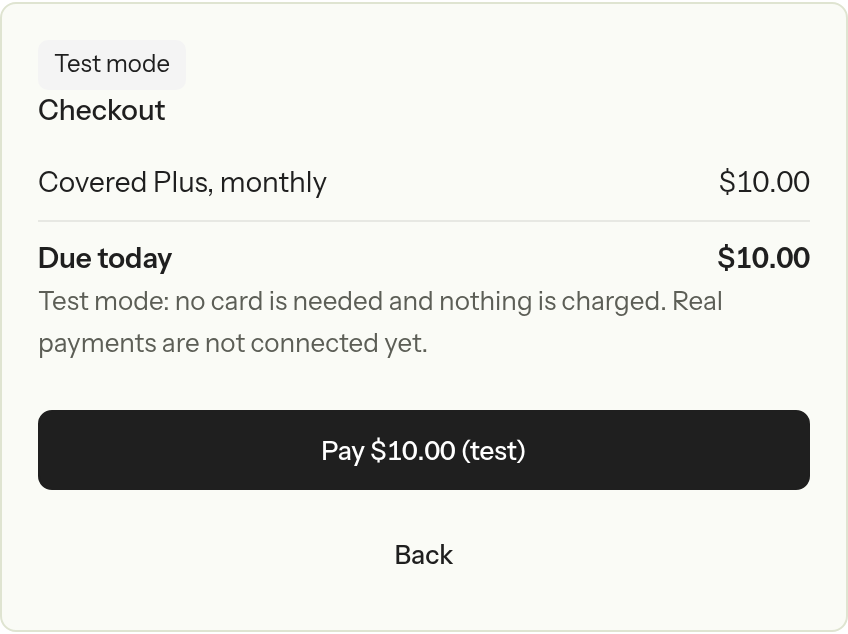 Test mode
Checkout
Covered Plus, monthly $10.00
Due today $10.00
Test mode: no card is needed and nothing is charged. Real
payments are not connected yet.
Pay $10.00 (test)
Back